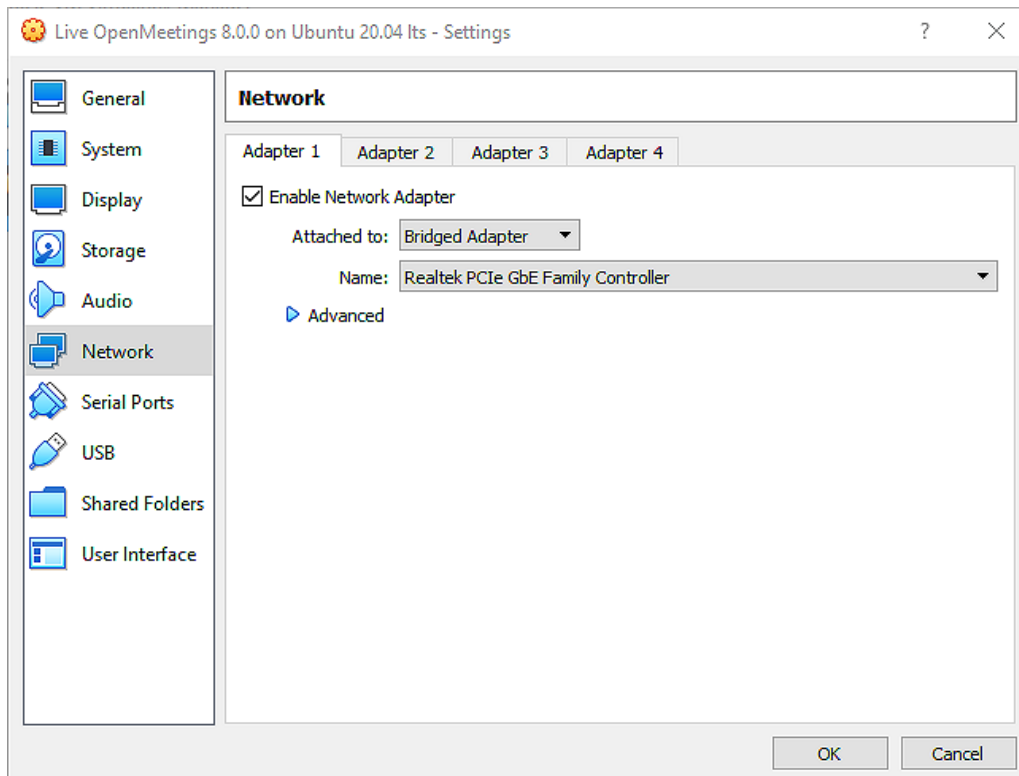 Live OpenMeetings 8.0.0 on Ubuntu 20.04 lts - Settings
?
General
System
Display
Storage
Audio
Network
Serial Ports
USB
Shared Folders
User Interface
Network
Adapter 1 Adapter 2 Adapter 3 Adapter 4
Enable Network Adapter
Attached to: Bridged Adapter
Name: Realtek PCIe GbE Family Controller
Advanced
OK Cancel